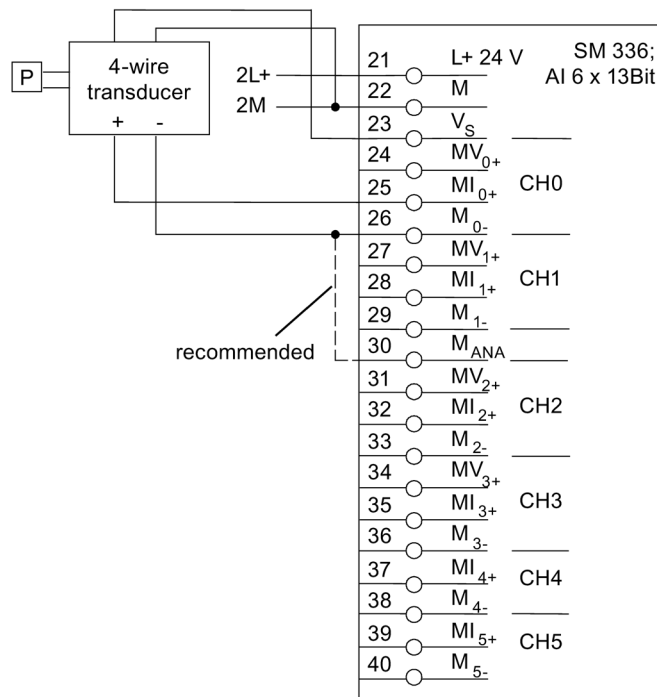 SM 336;
AI 6 x 13Bit
P
4-wire
transducer
+ -
2L+
2M
21 L+ 24 V
22 M
23 VS
24 MV0+
25 MI0+ CH0
26 M0-
27 MV1+
28 MI1+ CH1
29 M1-
30 MANA
recommended
31 MV2+
32 MI2+ CH2
33 M2-
34 MV3+
35 MI3+ CH3
36 M3-
37 MI4+ CH4
38 M4-
39 MI5+ CH5
40 M5-